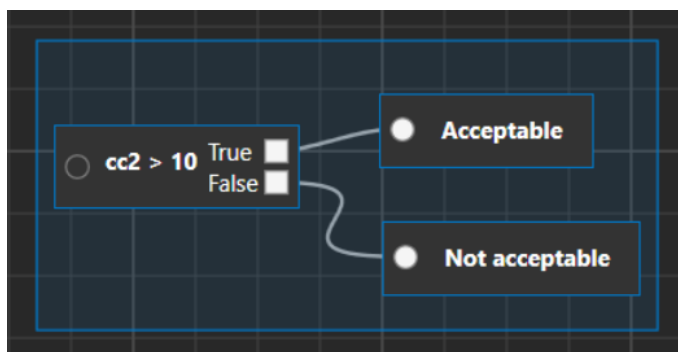 cc2 > 10
True
False
Acceptable
Not acceptable